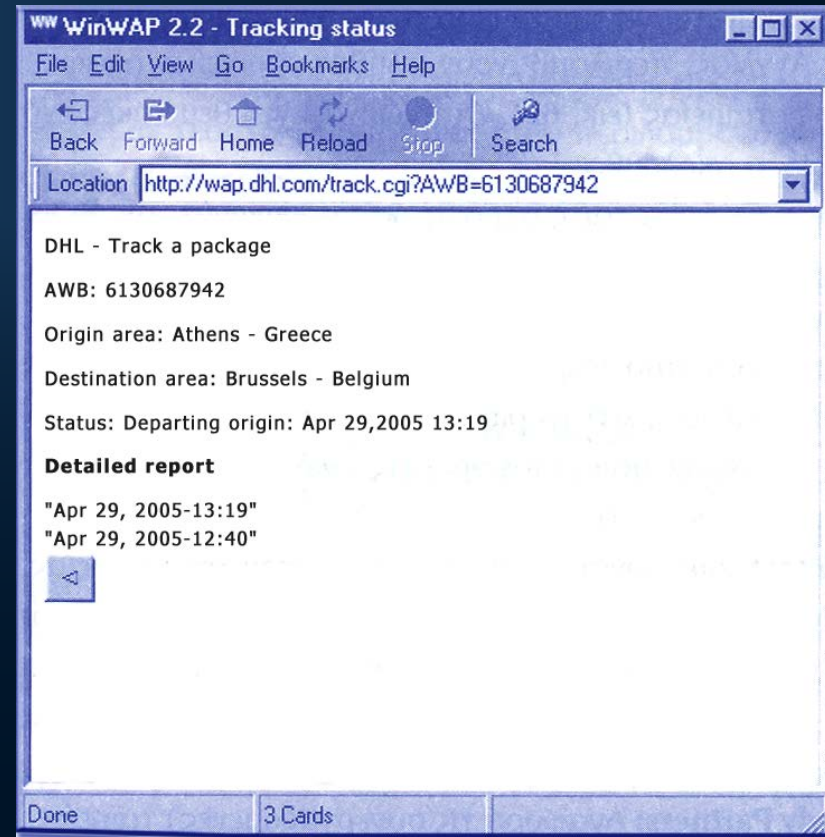 WW WinWAP 2.2 - Tracking status
File Edit View Go Bookmarks Help
Back Forward Home Reload Stop Search
Location http://wap.dhl.com/track.cgi?AWB=6130687942
DHL - Track a package
AWB: 6130687942
Origin area: Athens - Greece
Destination area: Brussels - Belgium
Status: Departing origin: Apr 29,2005 13:19
Detailed report
"Apr 29, 2005-13:19"
"Apr 29, 2005-12:40"
Done 3 Cards